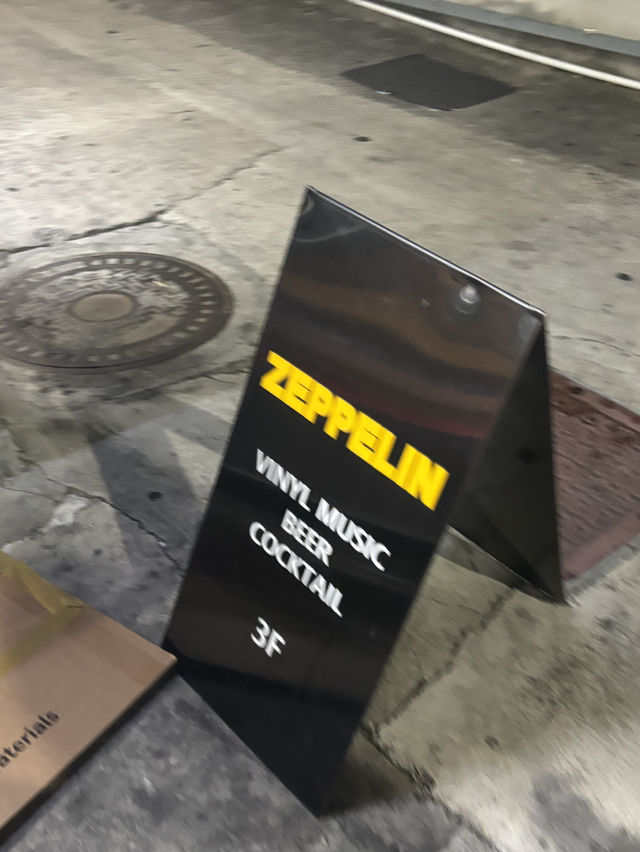 ZEPPELIN
VINYL MUSIC
BEER
COCKTAIL
3F
aterials